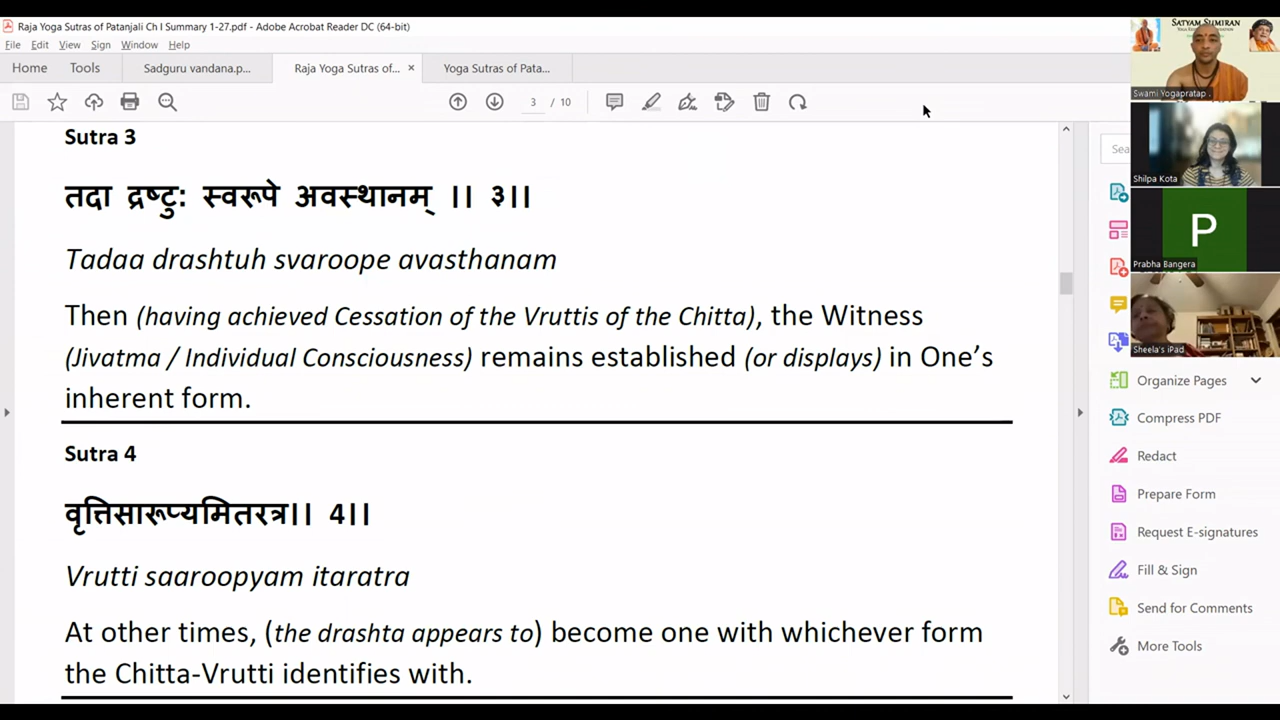 Raja Yoga Sutras of Patanjali Ch I Summary 1-27.pdf - Adobe Acrobat Reader DC (64-bit)
File Edit View Sign Window Help
Home Tools Sadguru vandana.p... Raja Yoga Sutras of... × Yoga Sutras of Pata...
3 / 10
Sutra 3
तदा द्रष्टु: स्वरूपे अवस्थानम् ।। ३।।
Tadaa drashtuh svaroope avasthanam
Then (having achieved Cessation of the Vruttis of the Chitta), the Witness
(Jivatma / Individual Consciousness) remains established (or displays) in One's
inherent form.
Sutra 4
वृत्तिसारूप्यमितरत्र।। 4।।
Vrutti saaroopyam itaratra
At other times, (the drashta appears to) become one with whichever form
the Chitta-Vrutti identifies with.
SATYAM SUMIRAN
Swami Yogapratap .
Shilpa Kota
P
Prabha Bangera
Sheela's iPad
Sea
Organize Pages
Compress PDF
Redact
Prepare Form
Request E-signatures
Fill & Sign
Send for Comments
More Tools